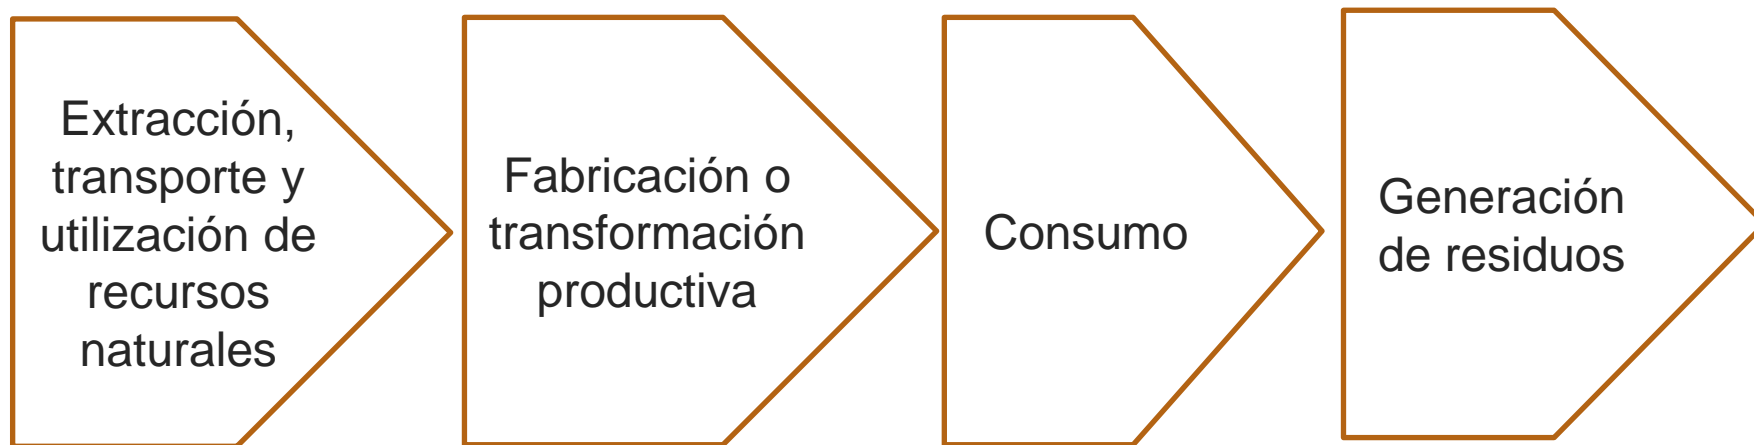 Extracción,
transporte y
utilización de
recursos
naturales
Fabricación o
transformación
productiva
Consumo
Generación
de residuos